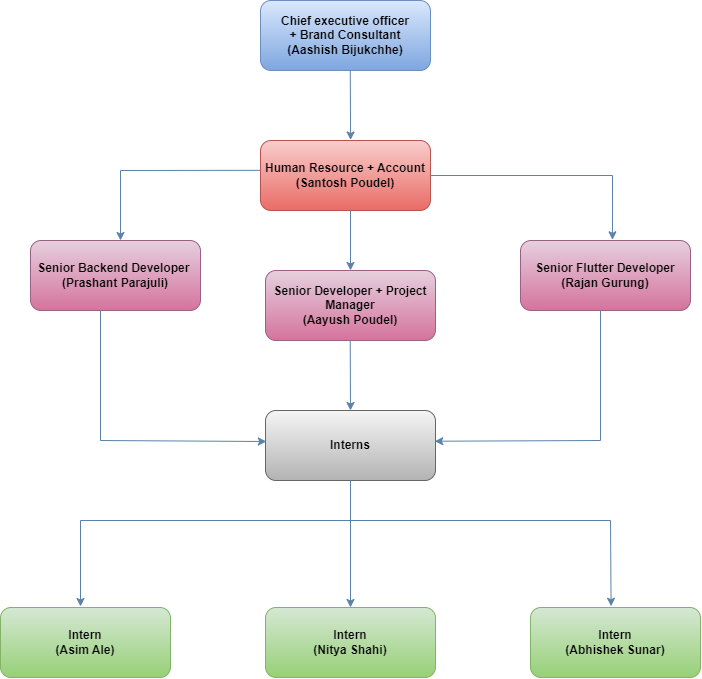 Chief executive officer
+ Brand Consultant
(Aashish Bijukchhe)
Human Resource + Account
(Santosh Poudel)
Senior Backend Developer
(Prashant Parajuli)
Senior Developer + Project
Manager
(Aayush Poudel)
Senior Flutter Developer
(Rajan Gurung)
Interns
Intern
(Asim Ale)
Intern
(Nitya Shahi)
Intern
(Abhishek Sunar)